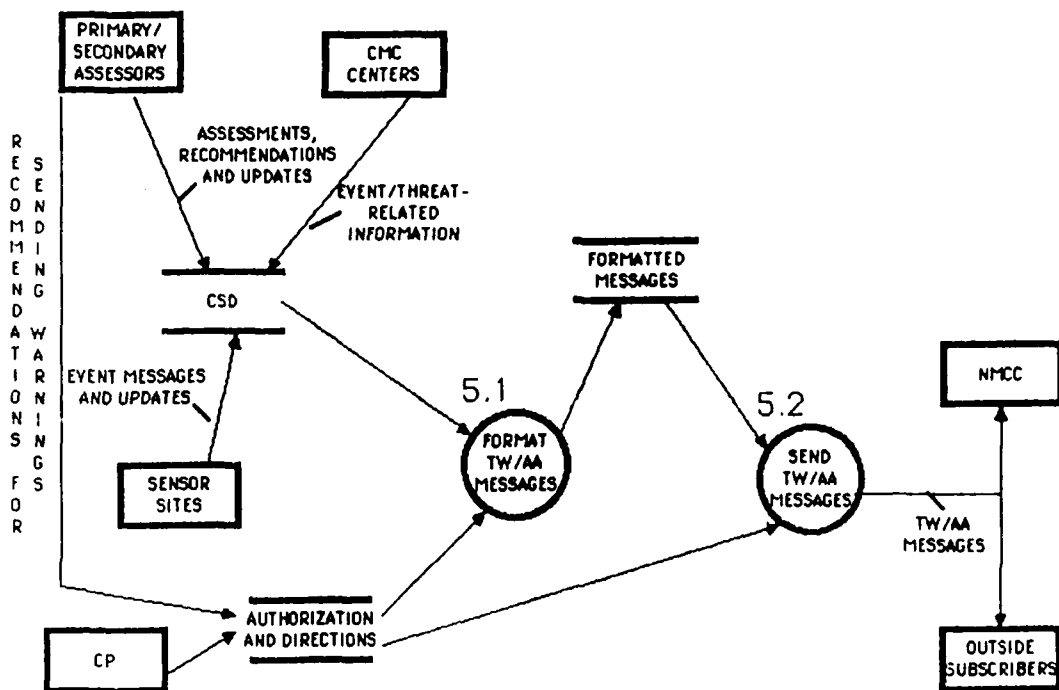 PRIMARY/
SECONDARY
ASSESSORS
CMC
CENTERS
RECOMMENDATIONS FOR
SENDING WARNINGS
ASSESSMENTS,
RECOMMENDATIONS
AND UPDATES
EVENT/THREAT-
RELATED
INFORMATION
FORMATTED
MESSAGES
CSD
EVENT MESSAGES
AND UPDATES
5.1
FORMAT
TW/AA
MESSAGES
5.2
SEND
TW/AA
MESSAGES
NMCC
SENSOR
SITES
TW/AA
MESSAGES
AUTHORIZATION
AND DIRECTIONS
CP
OUTSIDE
SUBSCRIBERS